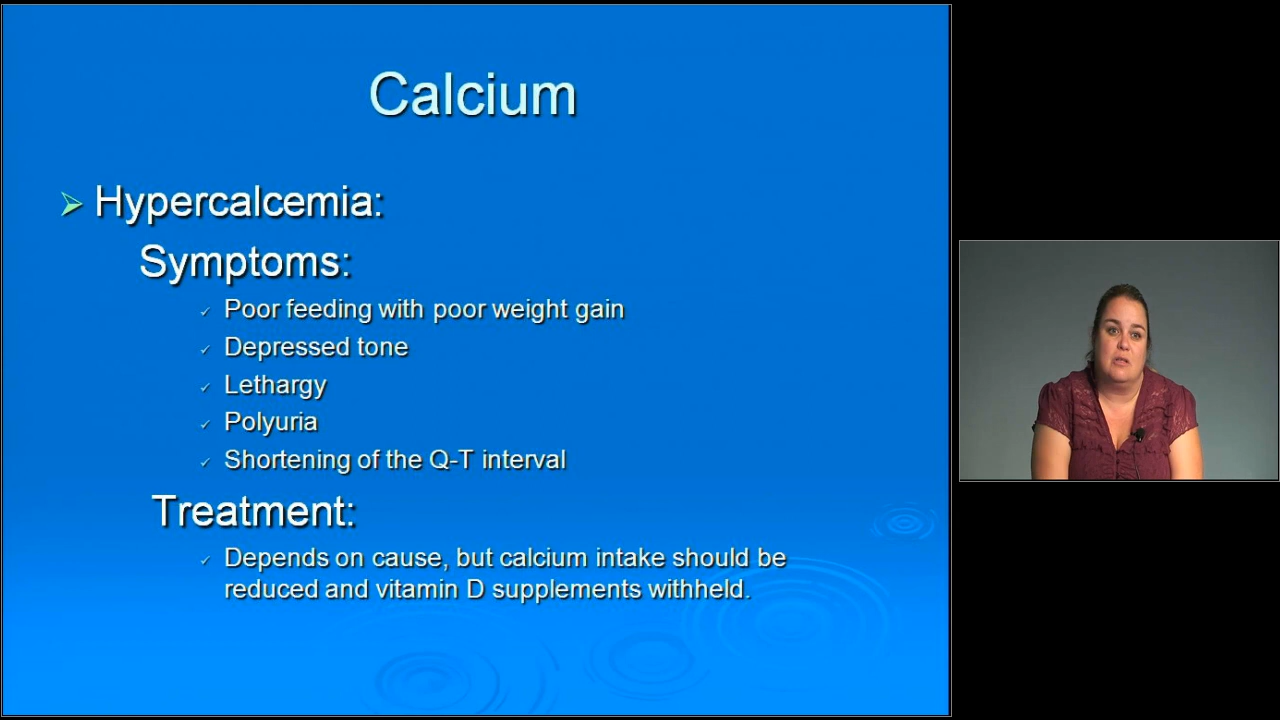 Calcium
Hypercalcemia:
Symptoms:
Poor feeding with poor weight gain
Depressed tone
Lethargy
Polyuria
Shortening of the Q-T interval
Treatment:
Depends on cause, but calcium intake should be
reduced and vitamin D supplements withheld.